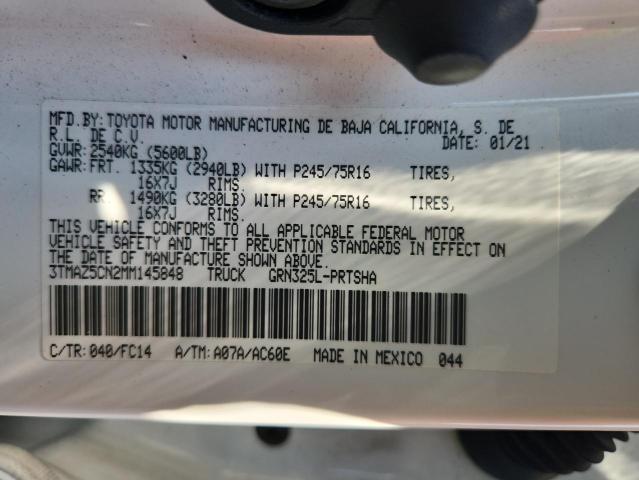 MFD.BY: TOYOTA MOTOR MANUFACTURING DE BAJA CALIFORNIA, S. DE
R.L. DE C.V. DATE: 01/21
GVWR: 2540KG (5600LB)
GAWR: FRT. 1335KG (2940LB) WITH P245/75R16 TIRES,
16X7J RIMS.
RR. 1490KG (3280LB) WITH P245/75R16 TIRES,
16X7J RIMS.
THIS VEHICLE CONFORMS TO ALL APPLICABLE FEDERAL MOTOR
VEHICLE SAFETY AND THEFT PREVENTION STANDARDS IN EFFECT ON
THE DATE OF MANUFACTURE SHOWN ABOVE.
3TMAZ5CN2MM145848 TRUCK GRN325L-PRTSHA
C/TR: 040/FC14 A/TM: A07A/AC60E MADE IN MEXICO 044